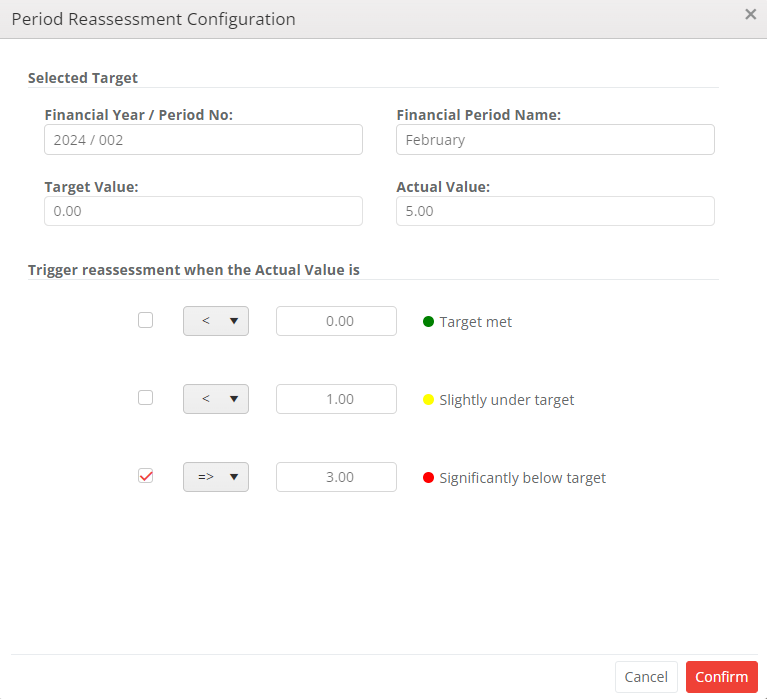 Period Reassessment Configuration ×
Selected Target
Financial Year / Period No: Financial Period Name:
2024 / 002 February
Target Value: Actual Value:
0.00 5.00
Trigger reassessment when the Actual Value is
< ▼ 0.00 Target met
< ▼ 1.00 Slightly under target
=> ▼ 3.00 Significantly below target
Cancel Confirm